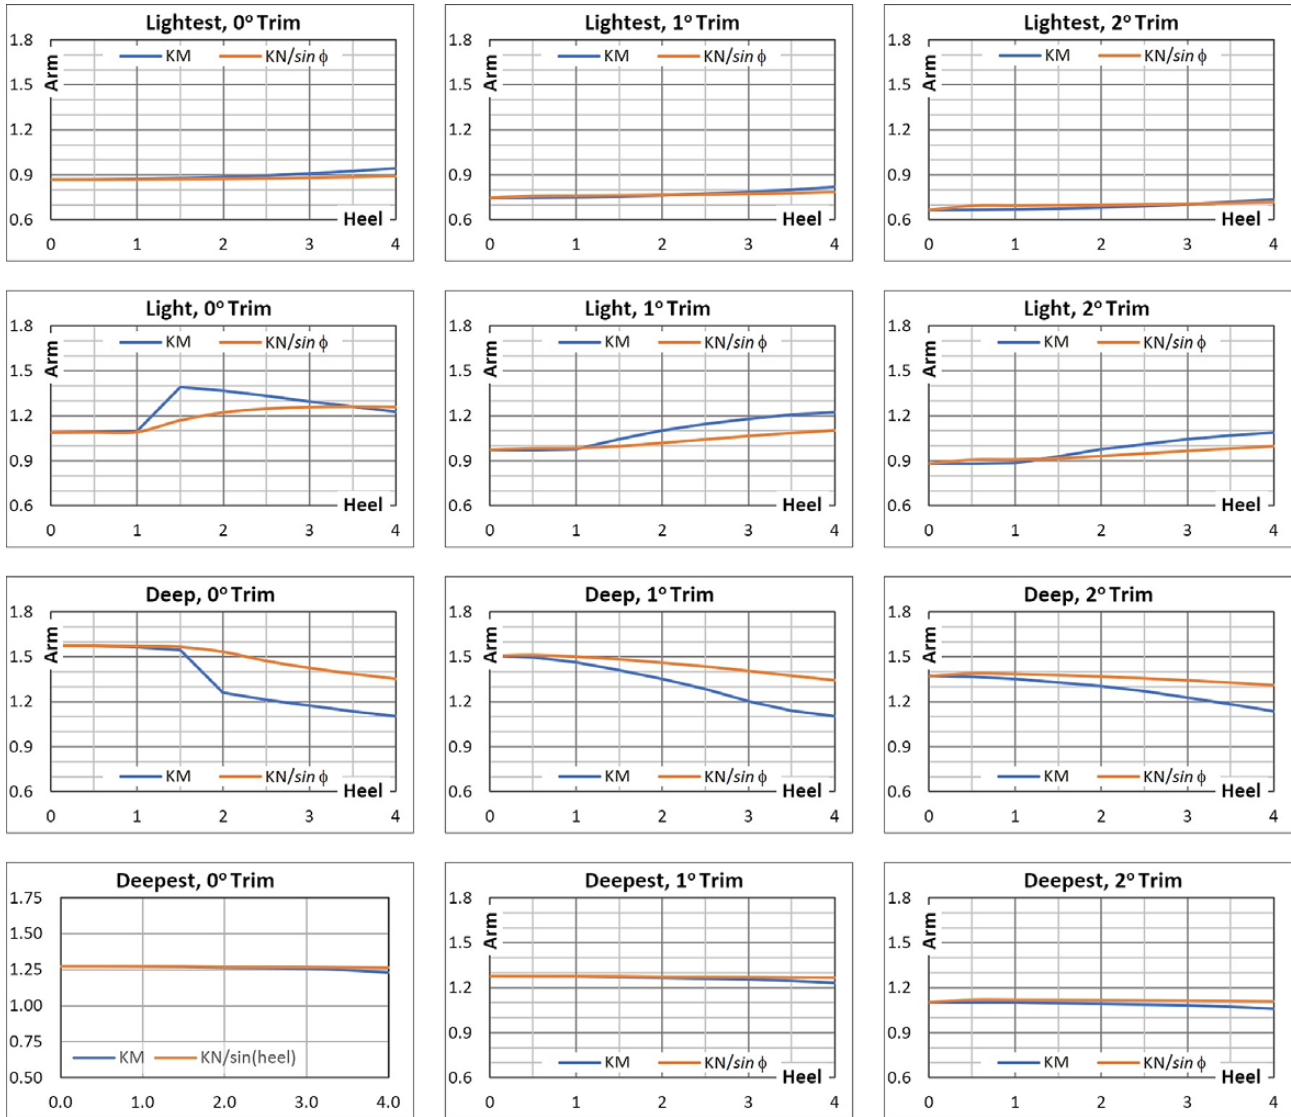 Lightest, 0° Trim
1.8
KM KN/sin ϕ
Arm
1.5
1.2
0.9
0.6
Heel
0 1 2 3 4
Lightest, 1° Trim
1.8
KM KN/sin ϕ
Arm
1.5
1.2
0.9
0.6
Heel
0 1 2 3 4
Lightest, 2° Trim
1.8
KM KN/sin ϕ
Arm
1.5
1.2
0.9
0.6
Heel
0 1 2 3 4
Light, 0° Trim
1.8
KM KN/sin ϕ
Arm
1.5
1.2
0.9
0.6
Heel
0 1 2 3 4
Light, 1° Trim
1.8
KM KN/sin ϕ
Arm
1.5
1.2
0.9
0.6
Heel
0 1 2 3 4
Light, 2° Trim
1.8
KM KN/sin ϕ
Arm
1.5
1.2
0.9
0.6
Heel
0 1 2 3 4
Deep, 0° Trim
1.8
Arm
1.5
1.2
0.9
KM KN/sin ϕ
0.6
Heel
0 1 2 3 4
Deep, 1° Trim
1.8
Arm
1.5
1.2
0.9
KM KN/sin ϕ
0.6
Heel
0 1 2 3 4
Deep, 2° Trim
1.8
Arm
1.5
1.2
0.9
KM KN/sin ϕ
0.6
Heel
0 1 2 3 4
Deepest, 0° Trim
1.75
1.50
1.25
1.00
0.75
KM KN/sin(heel)
0.50
0.0 1.0 2.0 3.0 4.0
Deepest, 1° Trim
1.8
Arm
1.5
1.2
0.9
KM KN/sin ϕ
0.6
Heel
0 1 2 3 4
Deepest, 2° Trim
1.8
Arm
1.5
1.2
0.9
KM KN/sin ϕ
0.6
Heel
0 1 2 3 4